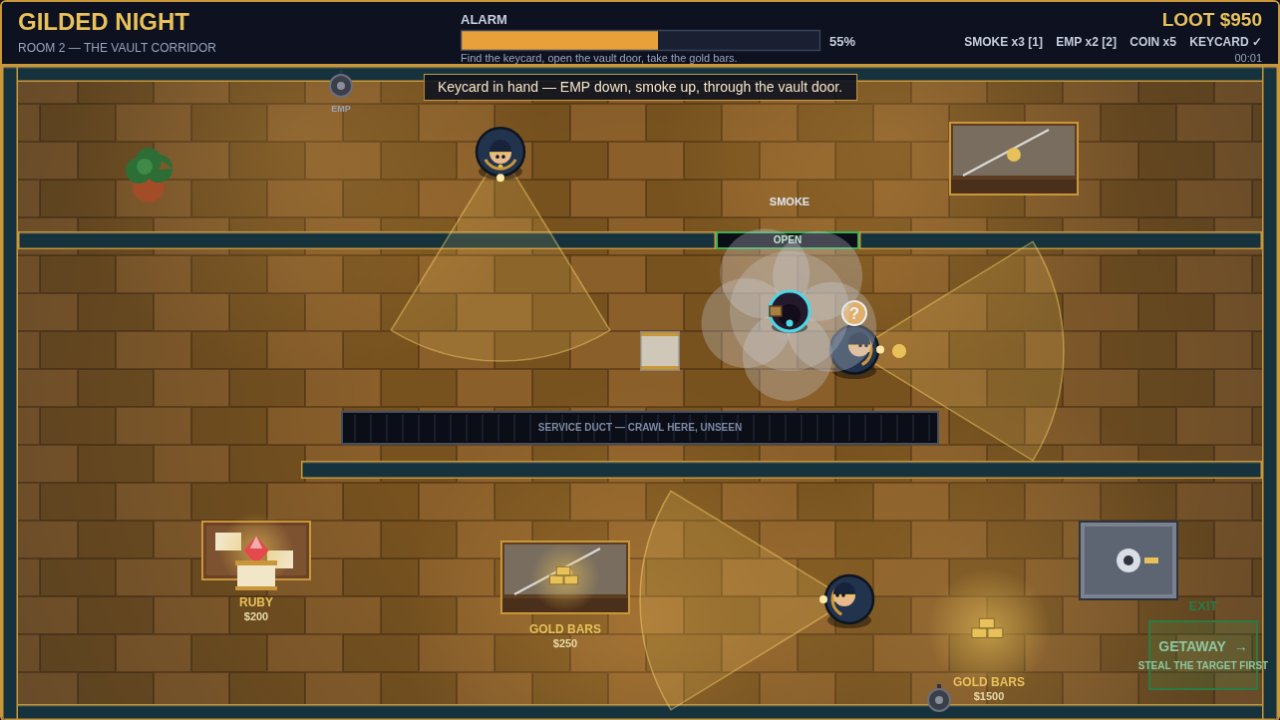 GILDED NIGHT
ROOM 2 — THE VAULT CORRIDOR
ALARM
55%
Find the keycard, open the vault door, take the gold bars.
LOOT $950
SMOKE x3 [1] EMP x2 [2] COIN x5 KEYCARD ✓
00:01
Keycard in hand — EMP down, smoke up, through the vault door.
EMP
SMOKE
OPEN
?
SERVICE DUCT — CRAWL HERE, UNSEEN
RUBY
$200
GOLD BARS
$250
GOLD BARS
$1500
EXIT
GETAWAY →
STEAL THE TARGET FIRST